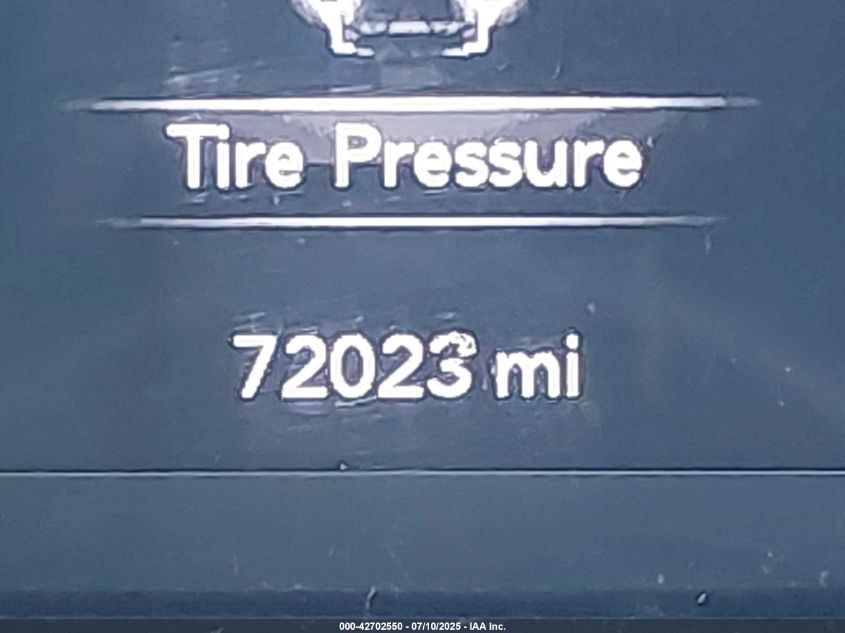 Tire Pressure
72023 mi
000-42702550 - 07/10/2025 - IAA Inc.